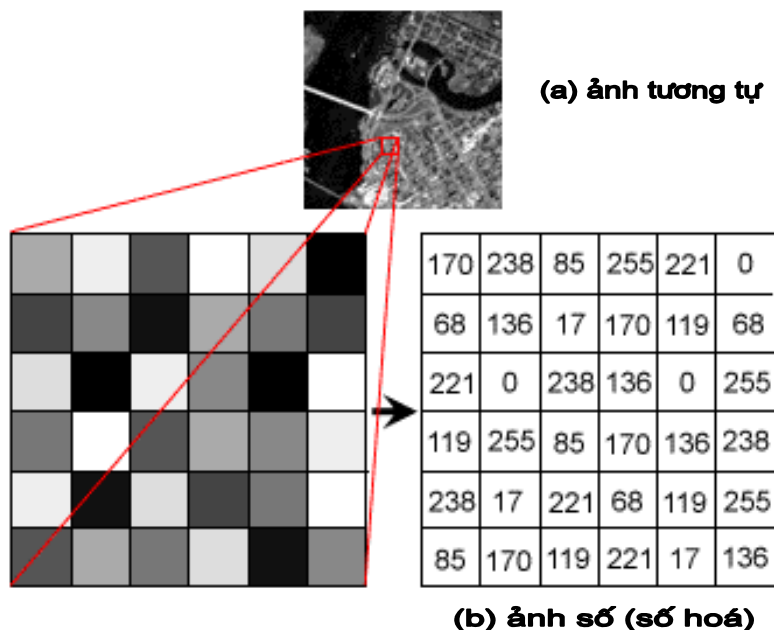 (a) ảnh tương tự
170 238 85 255 221 0
68 136 17 170 119 68
221 0 238 136 0 255
119 255 85 170 136 238
238 17 221 68 119 255
85 170 119 221 17 136
(b) ảnh số (số hoá)